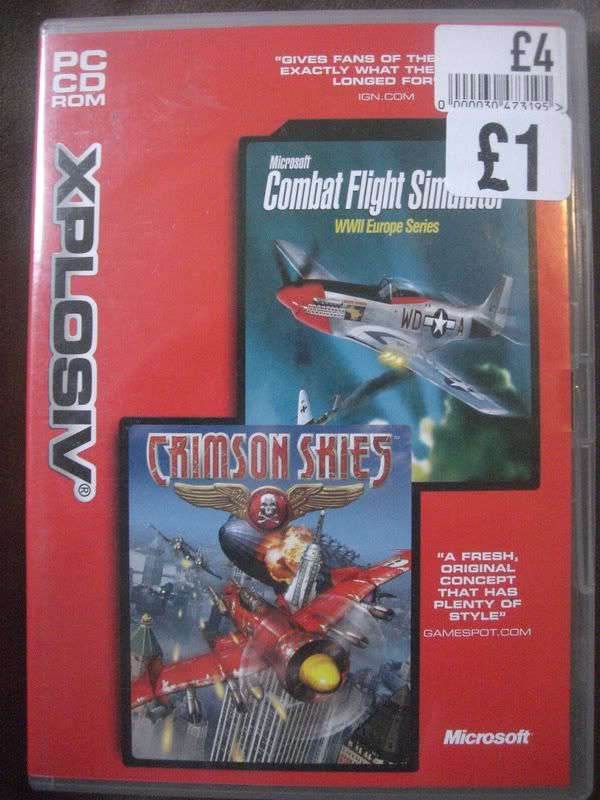 PC
CD
ROM
XPLOSIV®
"GIVES FANS OF THE
EXACTLY WHAT THE
LONGED FOR
IGN.COM
£4
0 000030 473195 >
£1
Microsoft
Combat Flight Simulator
WWII Europe Series
WD A
CRIMSON SKIES™
"A FRESH,
ORIGINAL
CONCEPT
THAT HAS
PLENTY OF
STYLE"
GAMESPOT.COM
Microsoft®